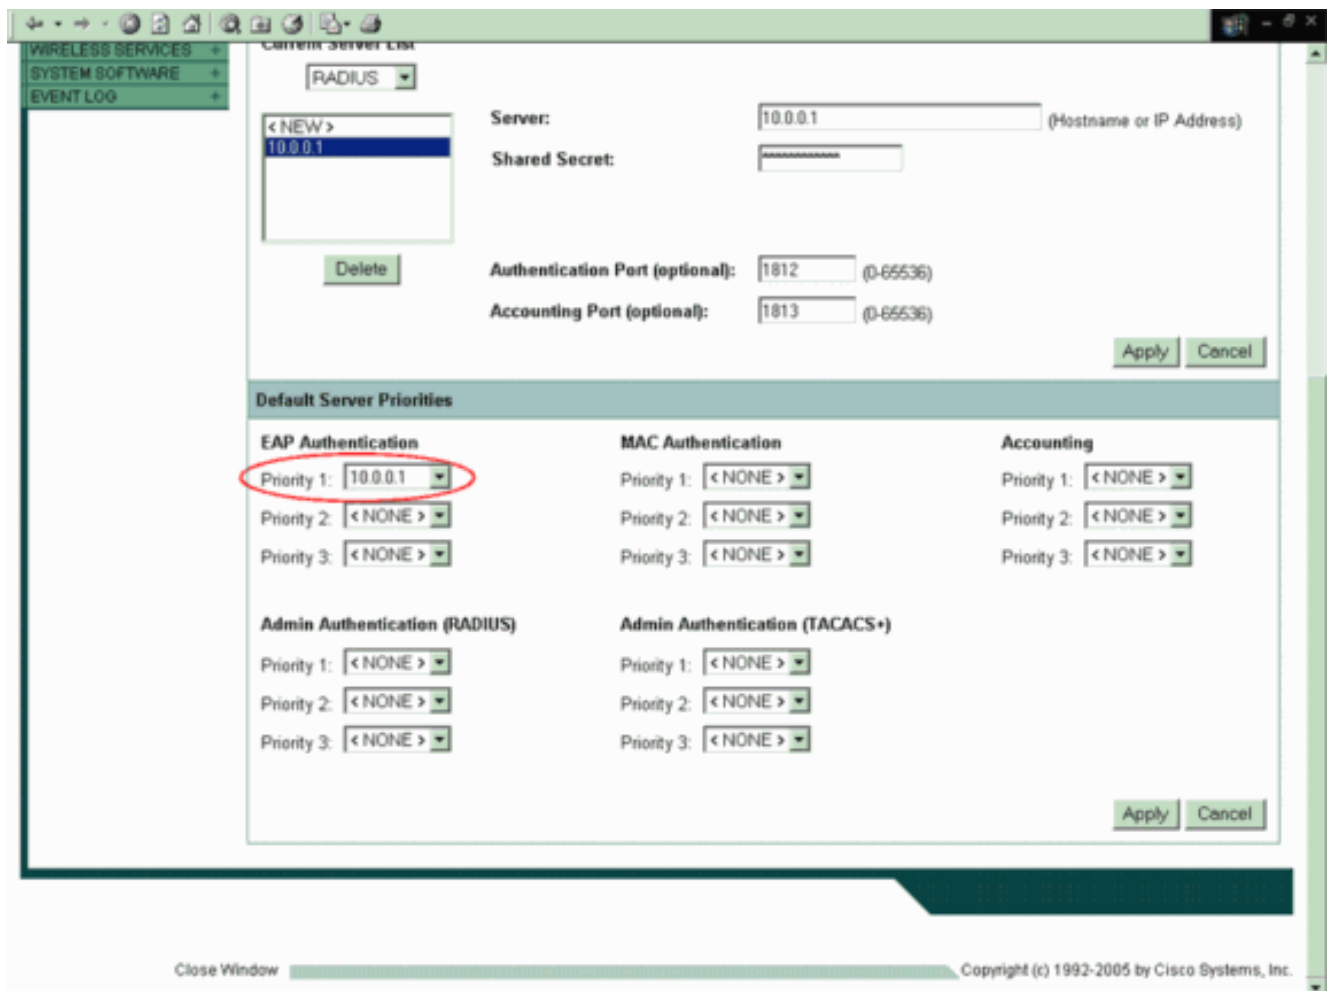 WIRELESS SERVICES +
SYSTEM SOFTWARE +
EVENT LOG +
Current Server List
RADIUS
< NEW >
10.0.0.1
Delete
Server: 10.0.0.1 (Hostname or IP Address)
Shared Secret:
Authentication Port (optional): 1812 (0-65536)
Accounting Port (optional): 1813 (0-65536)
Apply Cancel
Default Server Priorities
EAP Authentication
Priority 1: 10.0.0.1
Priority 2: < NONE >
Priority 3: < NONE >
MAC Authentication
Priority 1: < NONE >
Priority 2: < NONE >
Priority 3: < NONE >
Accounting
Priority 1: < NONE >
Priority 2: < NONE >
Priority 3: < NONE >
Admin Authentication (RADIUS)
Priority 1: < NONE >
Priority 2: < NONE >
Priority 3: < NONE >
Admin Authentication (TACACS+)
Priority 1: < NONE >
Priority 2: < NONE >
Priority 3: < NONE >
Apply Cancel
Close Window
Copyright (c) 1992-2005 by Cisco Systems, Inc.